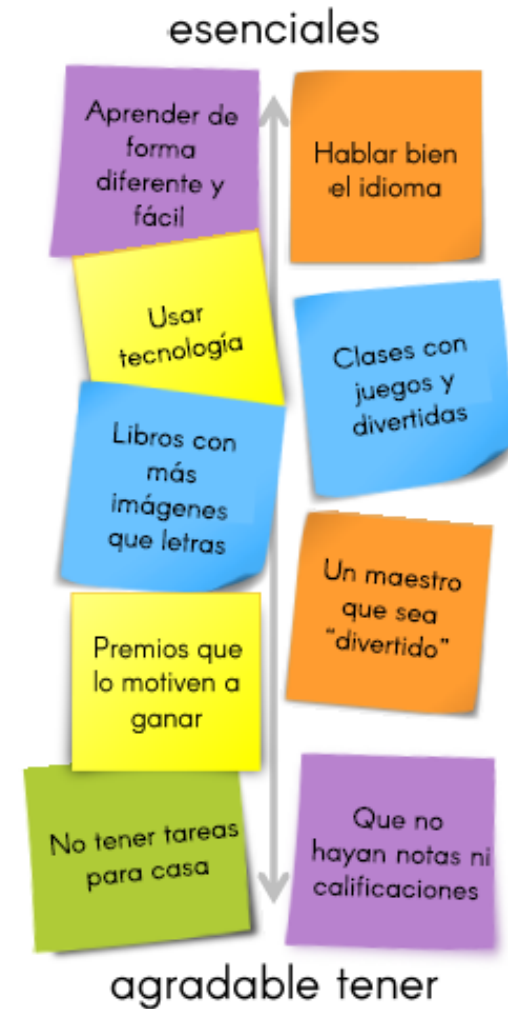 esenciales
Aprender de
forma
diferente y
fácil
Hablar bien
el idioma
Usar
tecnología
Clases con
juegos y
divertidas
Libros con
más
imágenes
que letras
Un maestro
que sea
"divertido"
Premios que
lo motiven a
ganar
No tener tareas
para casa
Que no
hayan notas ni
calificaciones
agradable tener